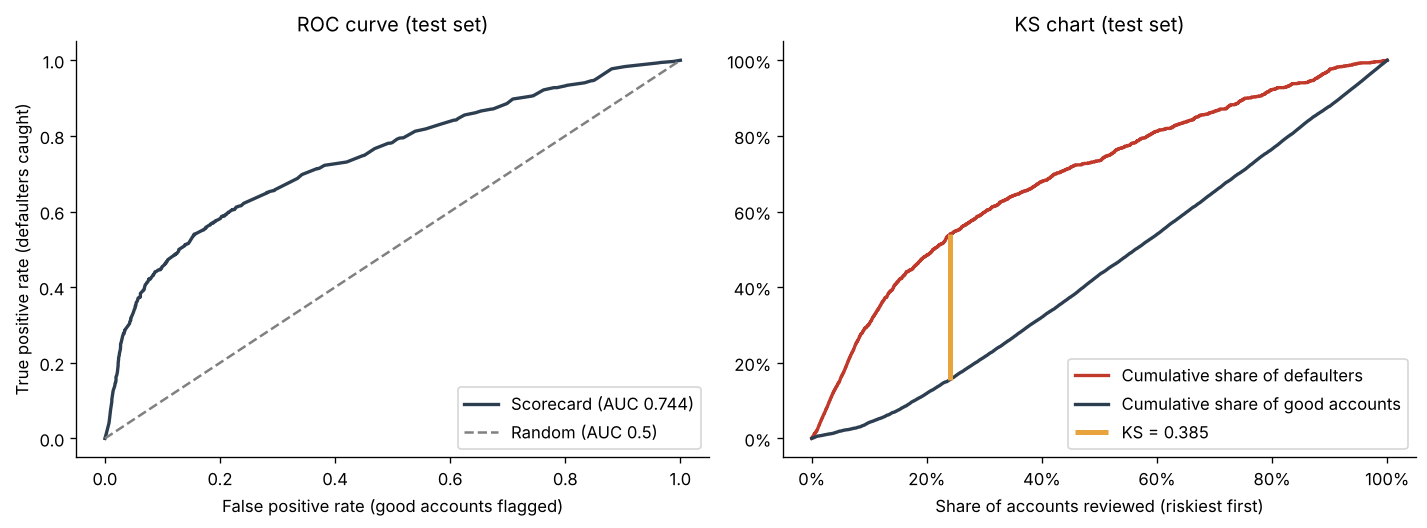 ROC curve (test set)
True positive rate (defaulters caught)
1.0
0.8
0.6
0.4
0.2
0.0
0.0
0.2
0.4
0.6
0.8
1.0
False positive rate (good accounts flagged)
Scorecard (AUC 0.744)
Random (AUC 0.5)
KS chart (test set)
100%
80%
60%
40%
20%
0%
0%
20%
40%
60%
80%
100%
Share of accounts reviewed (riskiest first)
Cumulative share of defaulters
Cumulative share of good accounts
KS = 0.385